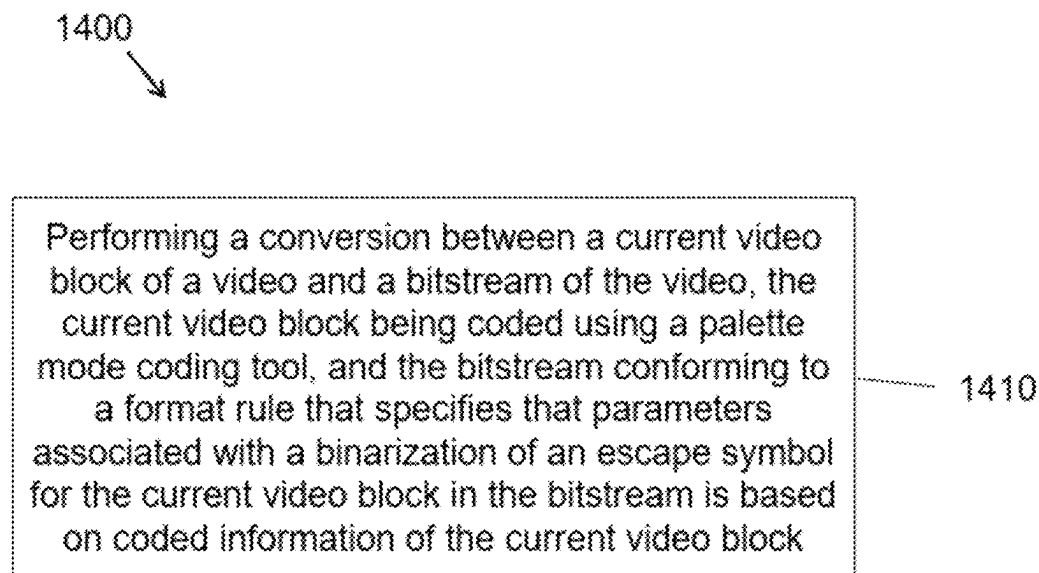 1400
Performing a conversion between a current video
block of a video and a bitstream of the video, the
current video block being coded using a palette
mode coding tool, and the bitstream conforming to
a format rule that specifies that parameters
associated with a binarization of an escape symbol
for the current video block in the bitstream is based
on coded information of the current video block
1410